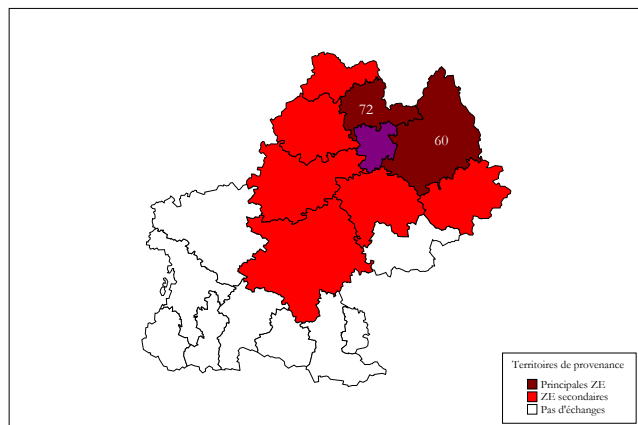 72
60
Territoires de provenance
Principales ZE
ZE secondaires
Pas d'échanges